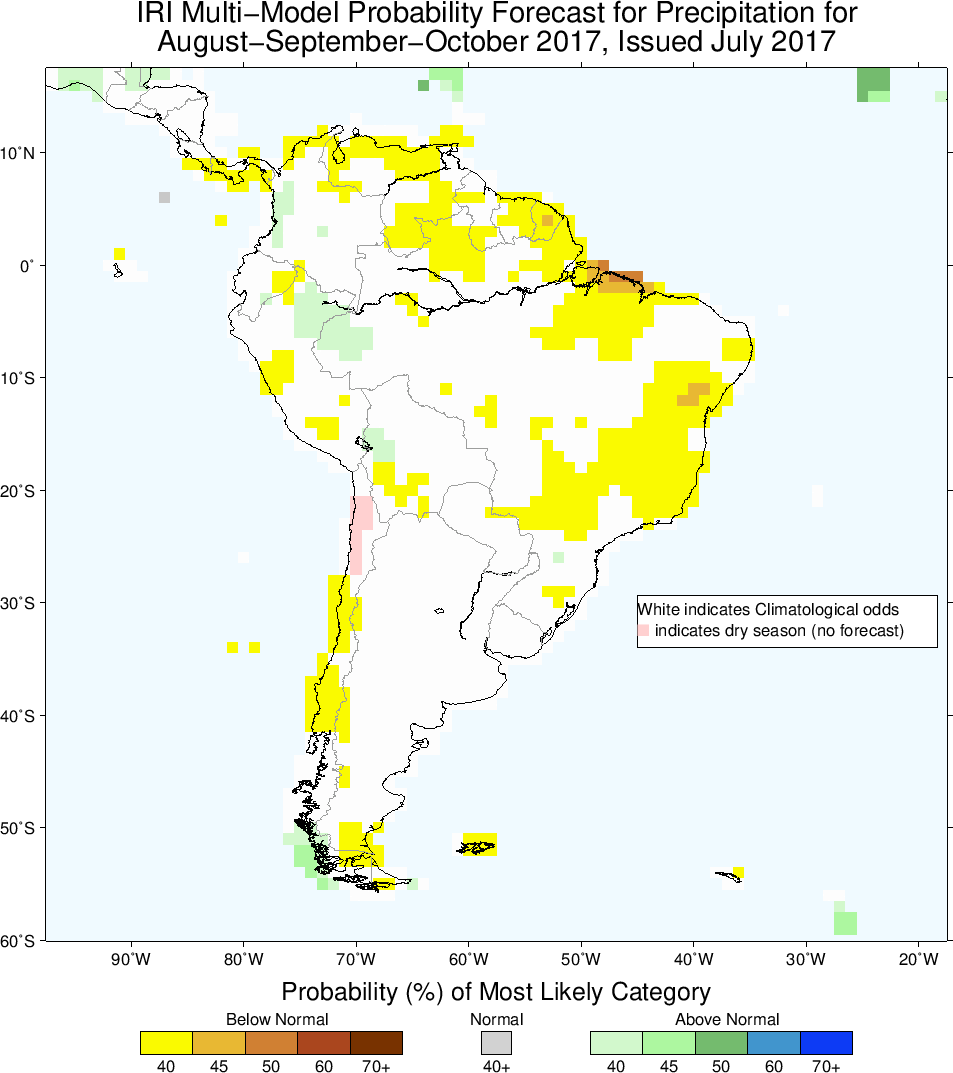 IRI Multi−Model Probability Forecast for Precipitation for
August−September−October 2017, Issued July 2017
10˚N
0˚
10˚S
20˚S
30˚S
40˚S
50˚S
60˚S
White indicates Climatological odds
indicates dry season (no forecast)
90˚W 80˚W 70˚W 60˚W 50˚W 40˚W 30˚W 20˚W
Probability (%) of Most Likely Category
Below Normal Normal Above Normal
40 45 50 60 70+ 40+ 40 45 50 60 70+